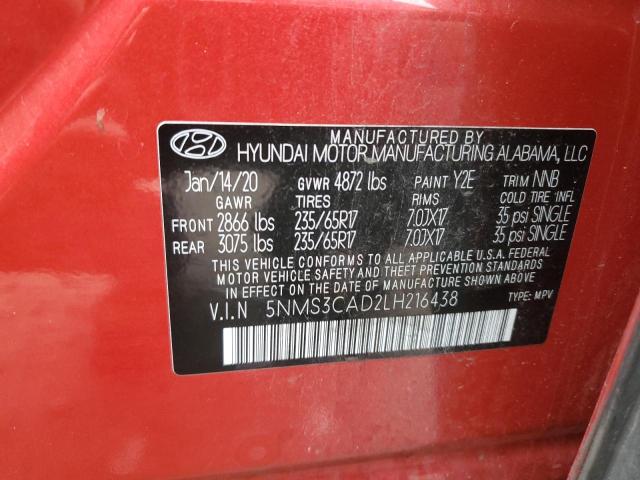 MANUFACTURED BY
HYUNDAI MOTOR MANUFACTURING ALABAMA, LLC
Jan/14/20 GVWR 4872 lbs PAINT Y2E TRIM NNB
GAWR TIRES RIMS COLD TIRE INFL
FRONT 2866 lbs 235/65R17 7.0JX17 35 psi SINGLE
REAR 3075 lbs 235/65R17 7.0JX17 35 psi SINGLE
THIS VEHICLE CONFORMS TO ALL APPLICABLE U.S.A. FEDERAL
MOTOR VEHICLE SAFETY AND THEFT PREVENTION STANDARDS
IN EFFECT ON THE DATE OF MANUFACTURE SHOWN ABOVE.
V.I.N 5NMS3CAD2LH216438 TYPE: MPV